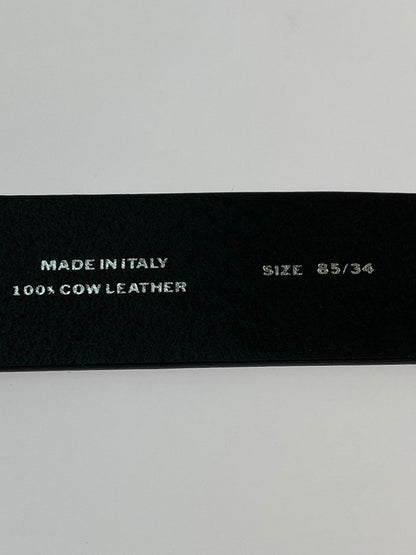 MADE IN ITALY
100% COW LEATHER
SIZE 85/34